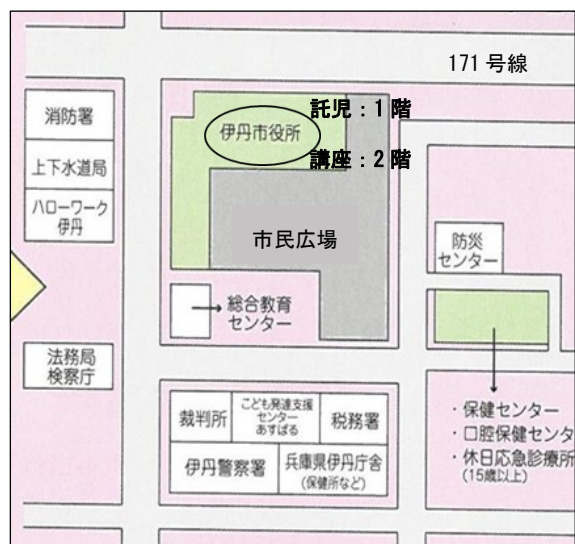 171 号線
消防署
上下水道局
ハローワーク
伊丹
託児：1 階
伊丹市役所
講座：2 階
市民広場
防災
センター
総合教育
センター
法務局
検察庁
裁判所
こども発達支援
センター
あすぱる
税務署
伊丹警察署
兵庫県伊丹庁舎
(保健所など)
・保健センター
・口腔保健センタ
・休日応急診療所
(15歳以上)